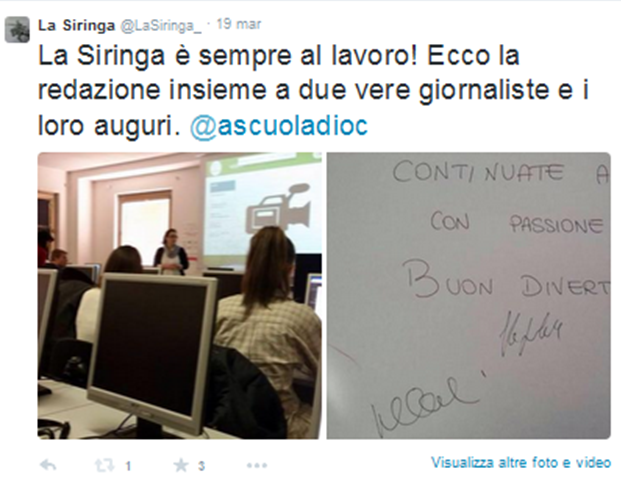 La Siringa @LaSiringa_ · 19 mar
La Siringa è sempre al lavoro! Ecco la
redazione insieme a due vere giornaliste e i
loro auguri. @ascuoladioc
CONTINUATE A
CON PASSIONE
BUON DIVERT
1 3
Visualizza altre foto e video